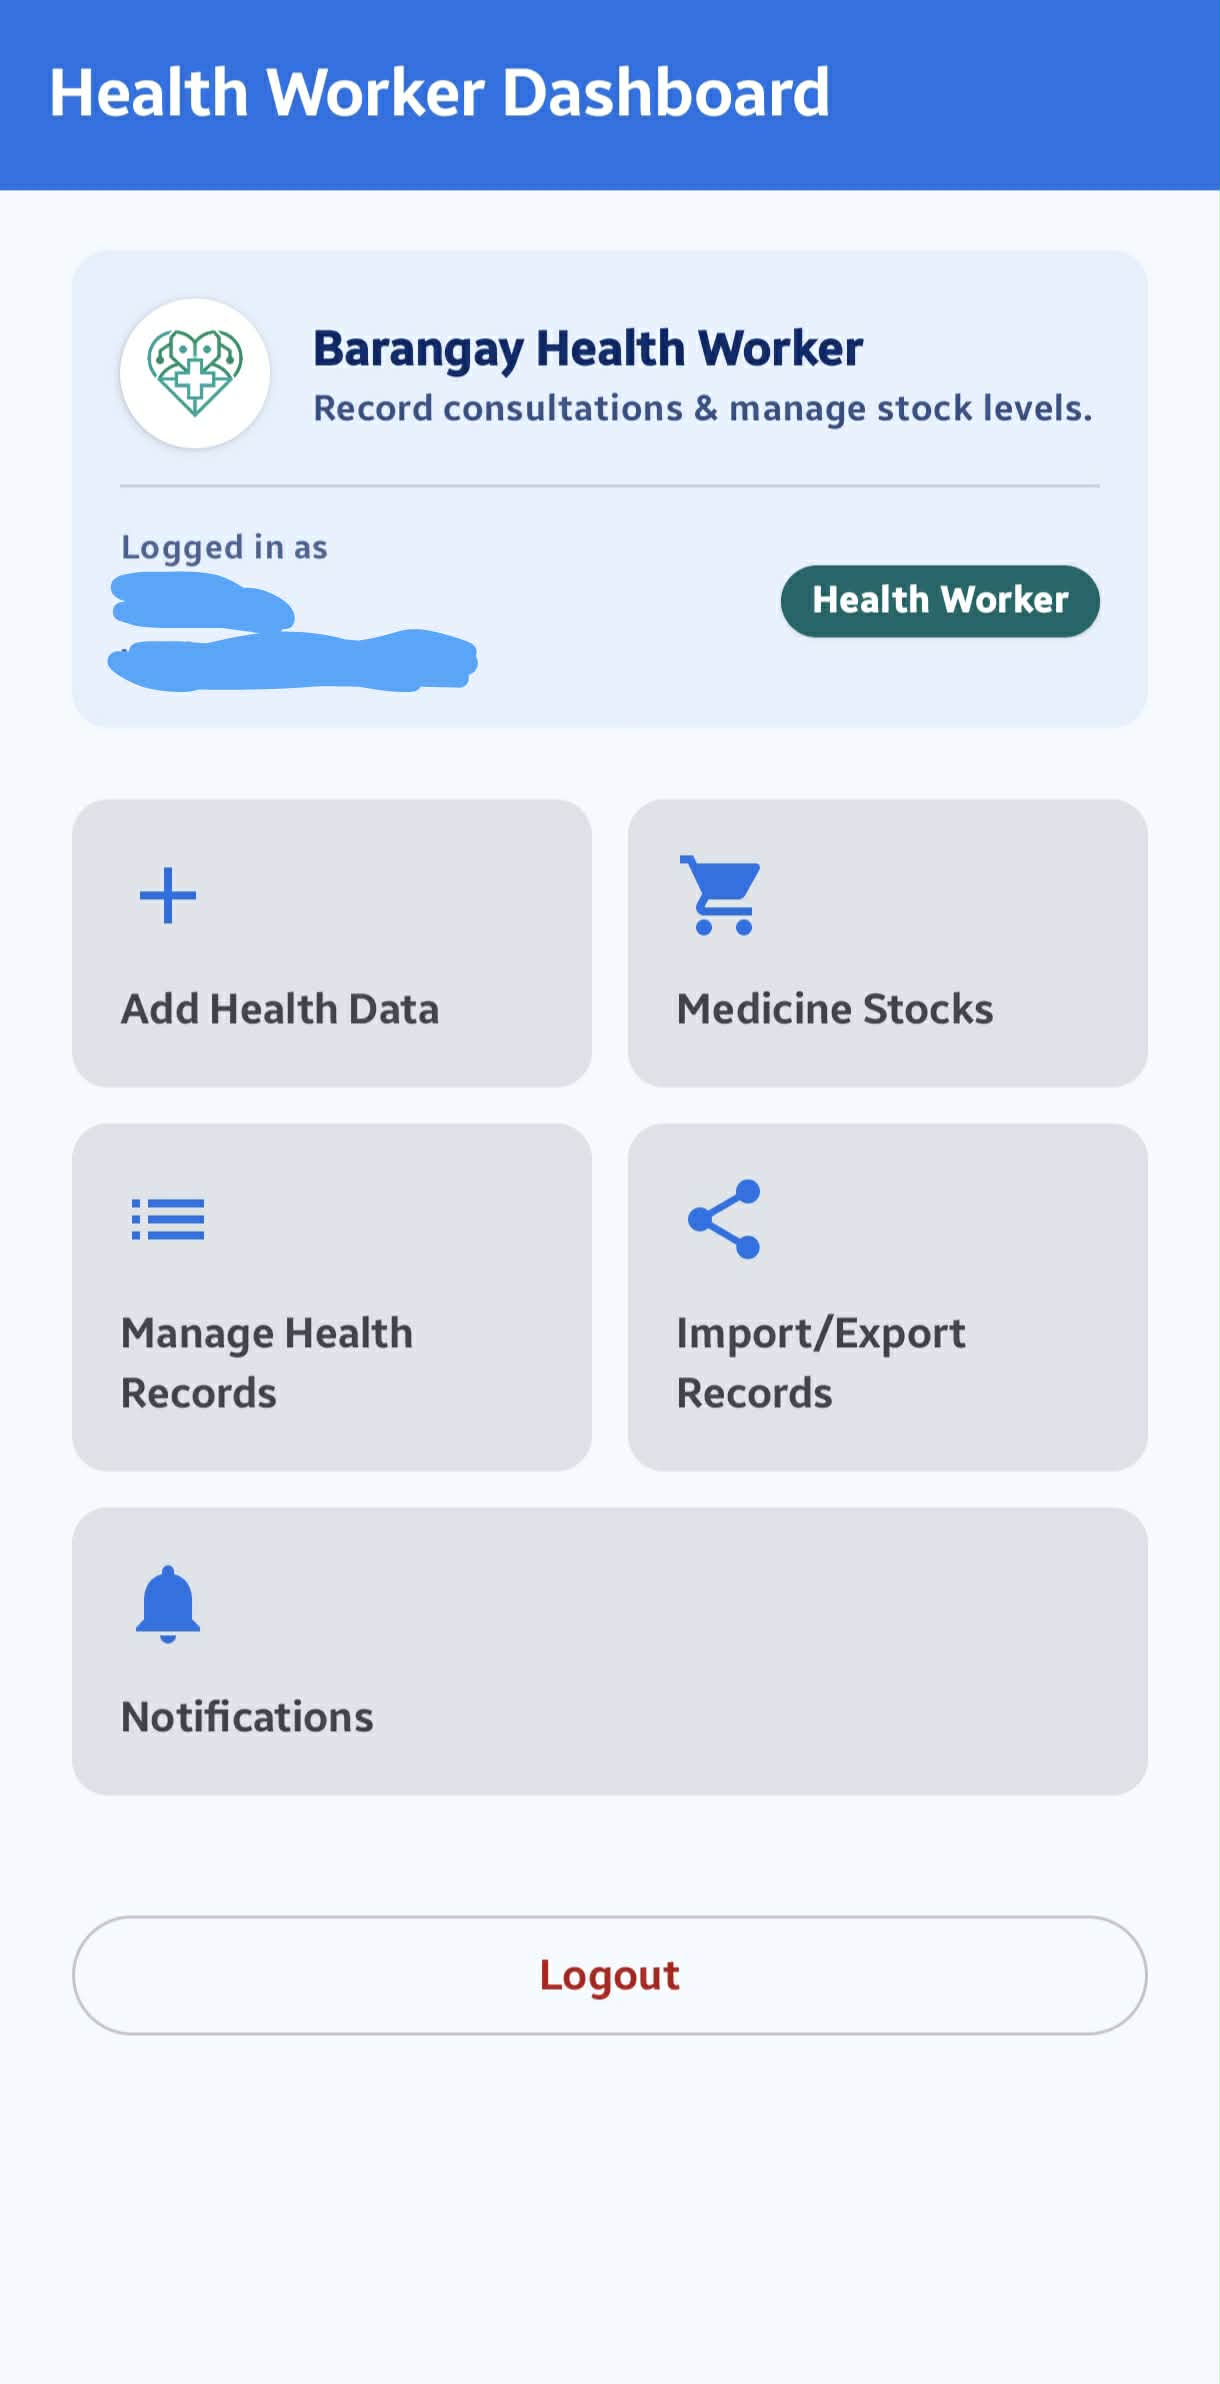 Health Worker Dashboard
Barangay Health Worker
Record consultations & manage stock levels.
Logged in as
Health Worker
Add Health Data
Medicine Stocks
Manage Health
Records
Import/Export
Records
Notifications
Logout